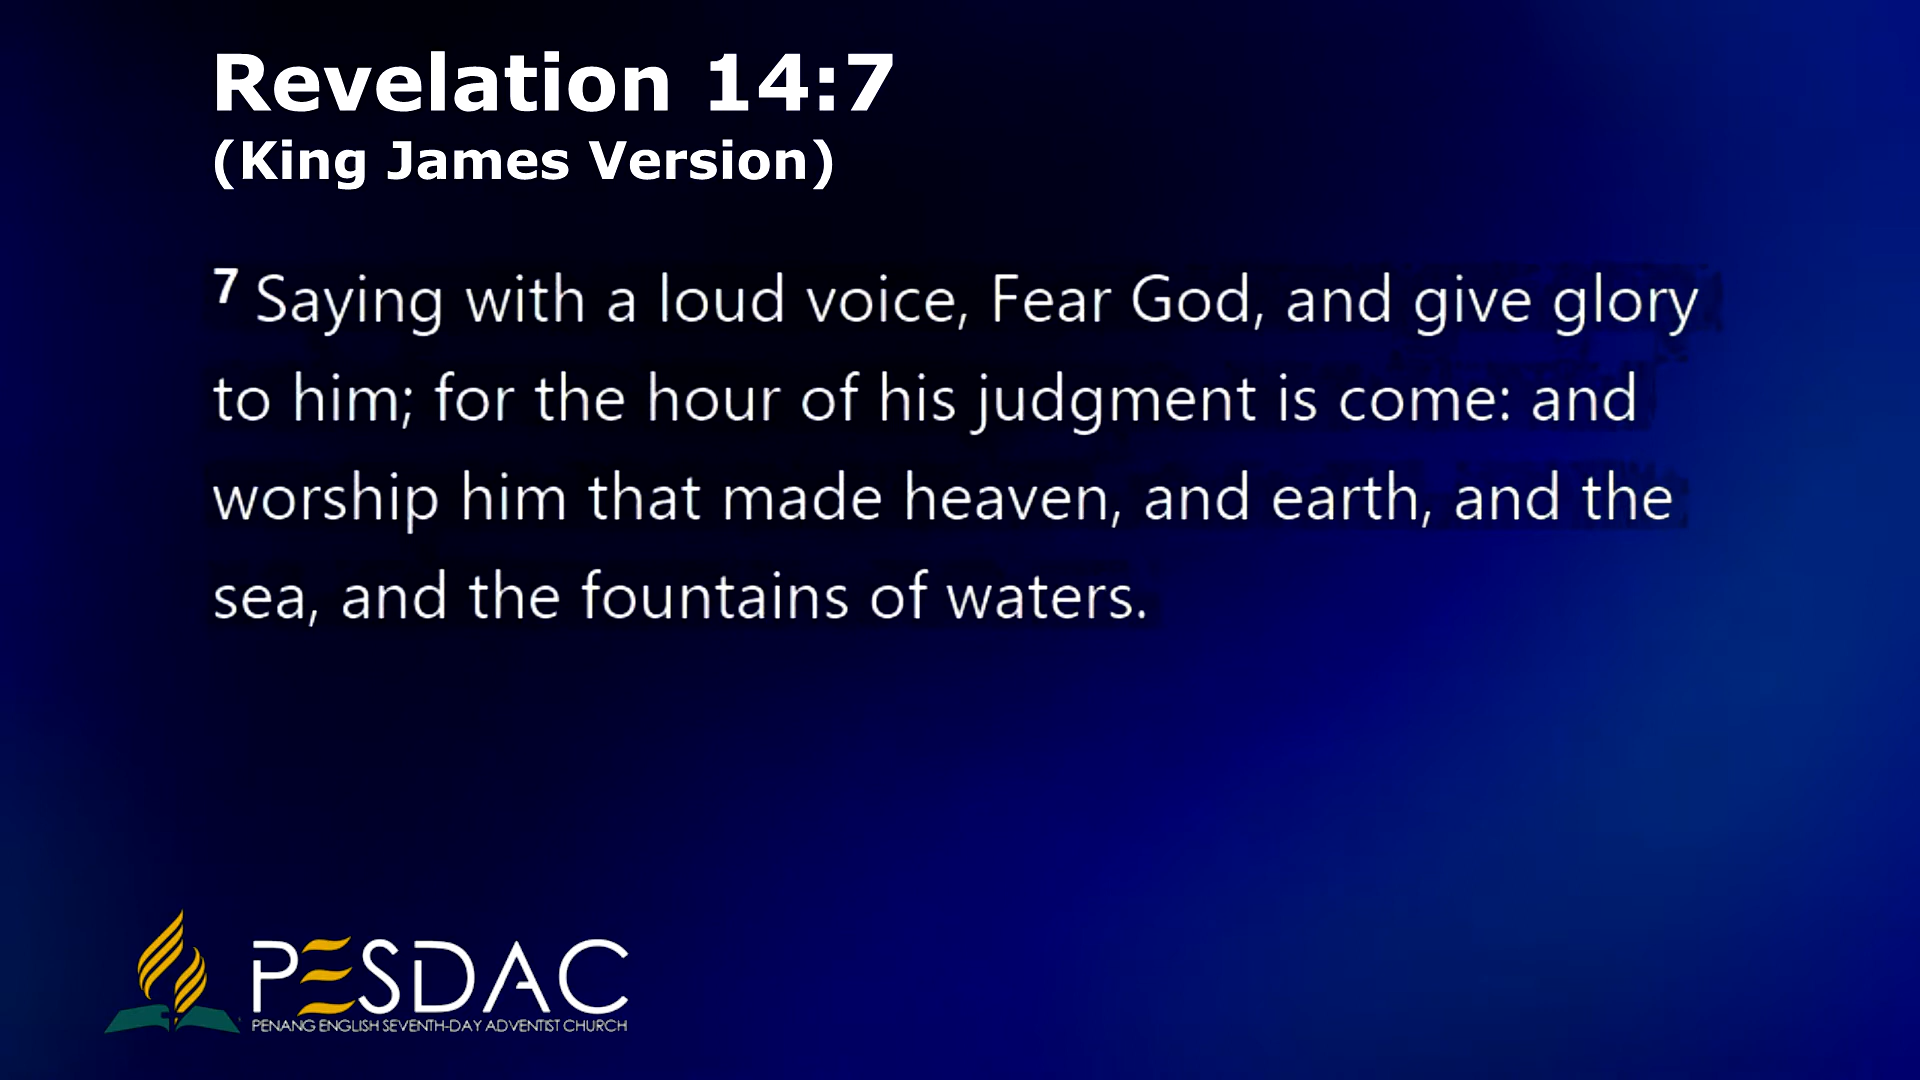 Revelation 14:7
(King James Version)
7 Saying with a loud voice, Fear God, and give glory
to him; for the hour of his judgment is come: and
worship him that made heaven, and earth, and the
sea, and the fountains of waters.
PESDAC
PENANG ENGLISH SEVENTH-DAY ADVENTIST CHURCH